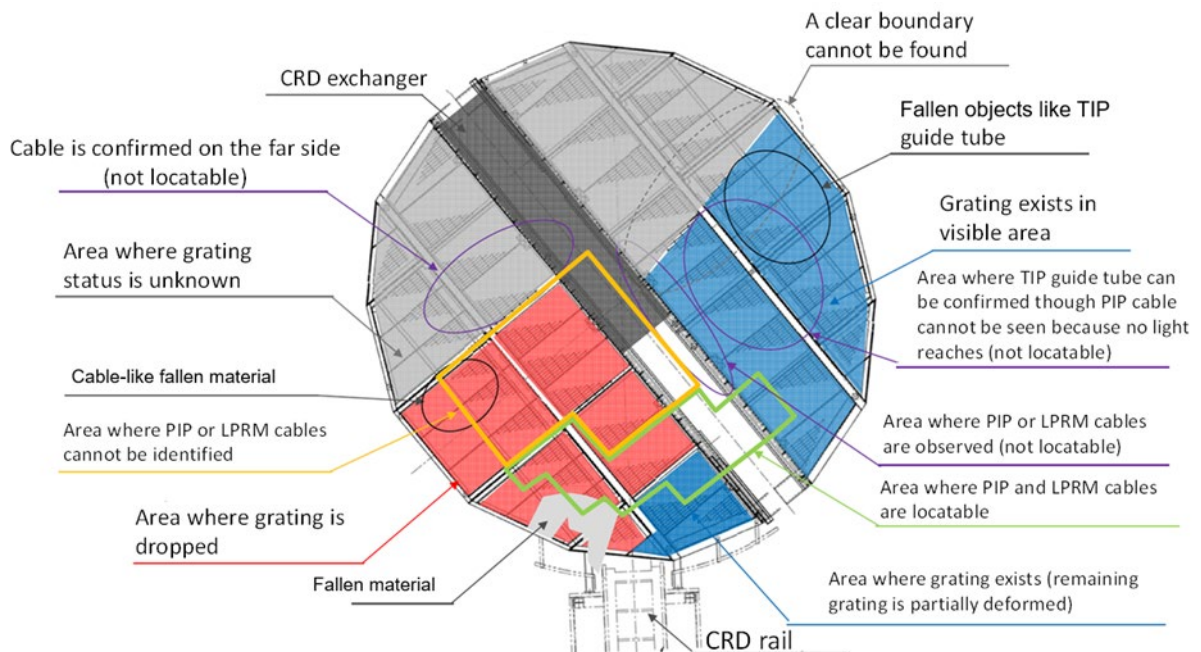 A clear boundary
cannot be found
CRD exchanger
Fallen objects like TIP
guide tube
Cable is confirmed on the far side
(not locatable)
Grating exists in
visible area
Area where grating
status is unknown
Area where TIP guide tube can
be confirmed though PIP cable
cannot be seen because no light
reaches (not locatable)
Cable-like fallen material
Area where PIP or LPRM cables
cannot be identified
Area where PIP or LPRM cables
are observed (not locatable)
Area where PIP and LPRM cables
are locatable
Area where grating is
dropped
Fallen material
Area where grating exists (remaining
grating is partially deformed)
CRD rail